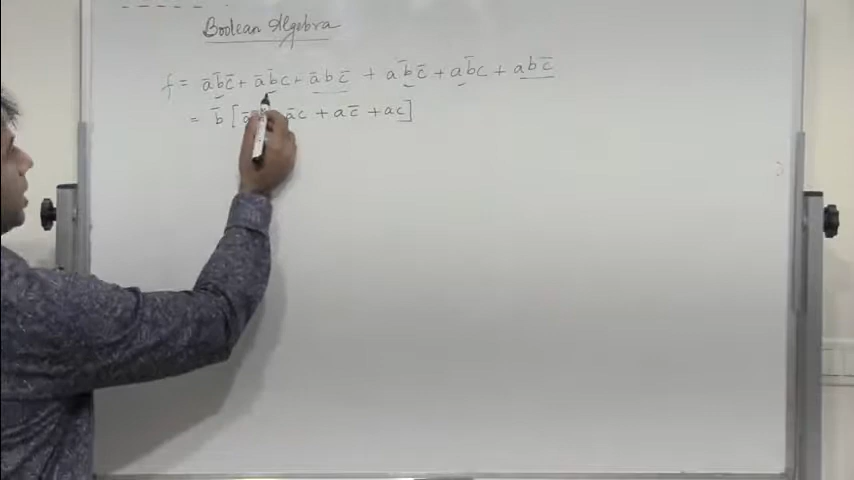 Boolean Algebra
f = a̅b̅c̅ + a̅b̅c + a̅bc̅ + ab̅c̅ + ab̅c + abc̅
= b̅ [a̅ a̅c + ac̅ + ac]